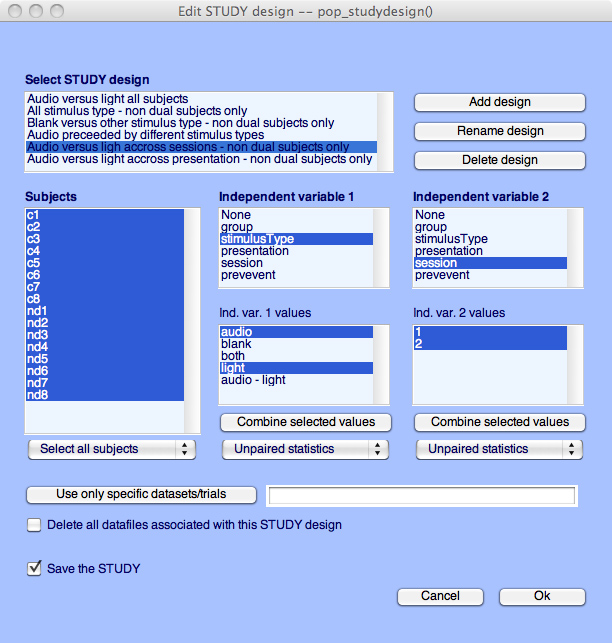 Edit STUDY design -- pop_studydesign()
Select STUDY design
Audio versus light all subjects
All stimulus type - non dual subjects only
Blank versus other stimulus type - non dual subjects only
Audio preceeded by different stimulus types
Audio versus ligh accross sessions - non dual subjects only
Audio versus light accross presentation - non dual subjects only
Add design
Rename design
Delete design
Subjects
c1
c2
c3
c4
c5
c6
c7
c8
nd1
nd2
nd3
nd4
nd5
nd6
nd7
nd8
Select all subjects
Independent variable 1
None
group
stimulusType
presentation
session
prevevent
Ind. var. 1 values
audio
blank
both
light
audio - light
Combine selected values
Unpaired statistics
Independent variable 2
None
group
stimulusType
presentation
session
prevevent
Ind. var. 2 values
1
2
Combine selected values
Unpaired statistics
Use only specific datasets/trials
Delete all datafiles associated with this STUDY design
Save the STUDY
Cancel
Ok